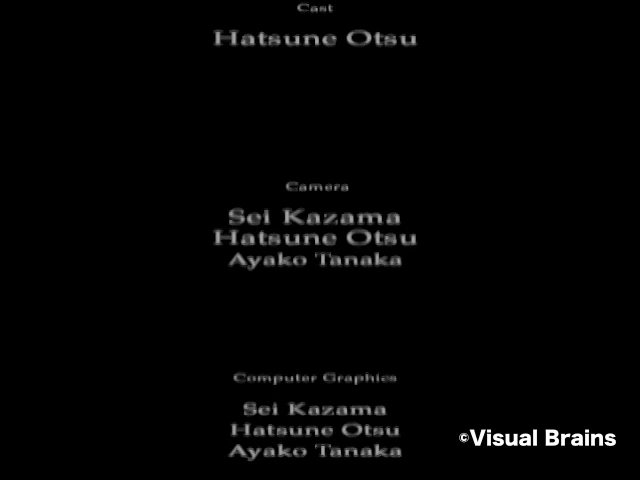 Cast
Hatsune Otsu
Camera
Sei Kazama
Hatsune Otsu
Ayako Tanaka
Computer Graphics
Sei Kazama
Hatsune Otsu
Ayako Tanaka
©Visual Brains